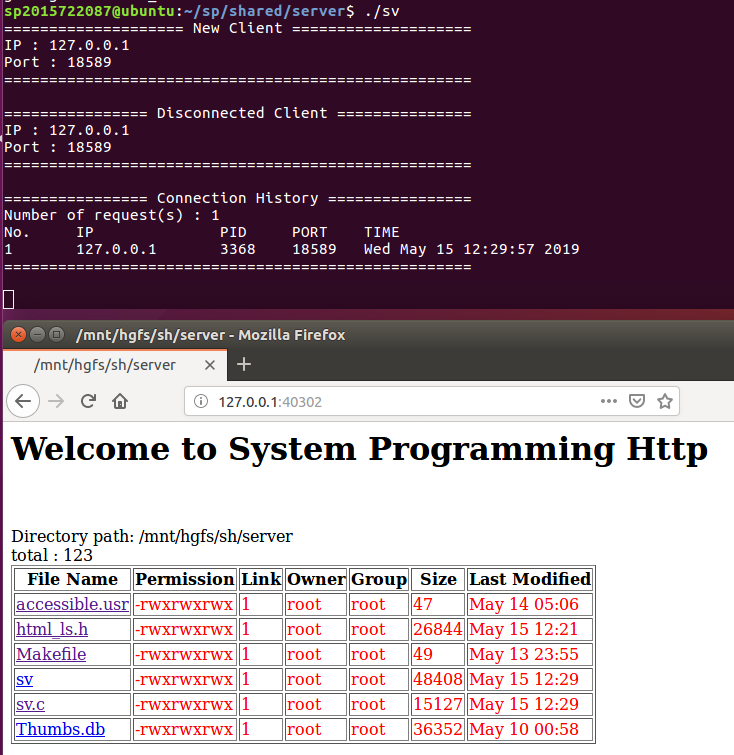 sp2015722087@ubuntu:~/sp/shared/server$ ./sv
==================== New Client ====================
IP : 127.0.0.1
Port : 18589
====================================================
================ Disconnected Client ===============
IP : 127.0.0.1
Port : 18589
====================================================
================ Connection History ================
Number of request(s) : 1
No. IP PID PORT TIME
1 127.0.0.1 3368 18589 Wed May 15 12:29:57 2019
====================================================
/mnt/hgfs/sh/server - Mozilla Firefox
/mnt/hgfs/sh/server
127.0.0.1:40302
Welcome to System Programming Http
Directory path: /mnt/hgfs/sh/server
total : 123
File Name Permission Link Owner Group Size Last Modified
accessible.usr -rwxrwxrwx 1 root root 47 May 14 05:06
html_ls.h -rwxrwxrwx 1 root root 26844 May 15 12:21
Makefile -rwxrwxrwx 1 root root 49 May 13 23:55
sv -rwxrwxrwx 1 root root 48408 May 15 12:29
sv.c -rwxrwxrwx 1 root root 15127 May 15 12:29
Thumbs.db -rwxrwxrwx 1 root root 36352 May 10 00:58